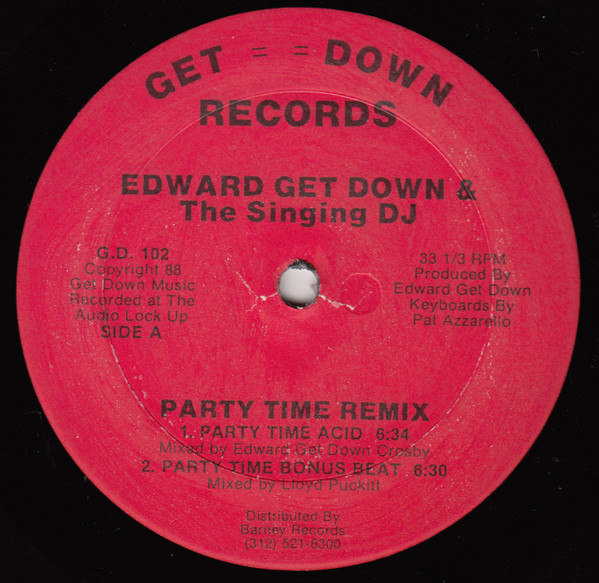 GET = = DOWN
RECORDS
EDWARD GET DOWN &
The Singing DJ
G.D. 102
Copyright 88
Get Down Music
Recorded at The
Audio Lock Up
SIDE A
33 1/3 RPM
Produced By
Edward Get Down
Keyboards By
Pat Azzarello
PARTY TIME REMIX
1. PARTY TIME ACID 6:34
Mixed by Edward Get Down Crosby
2. PARTY TIME BONUS BEAT 6:30
Mixed by Lloyd Puckitt
Distributed By
Barney Records
(312) 521-6300